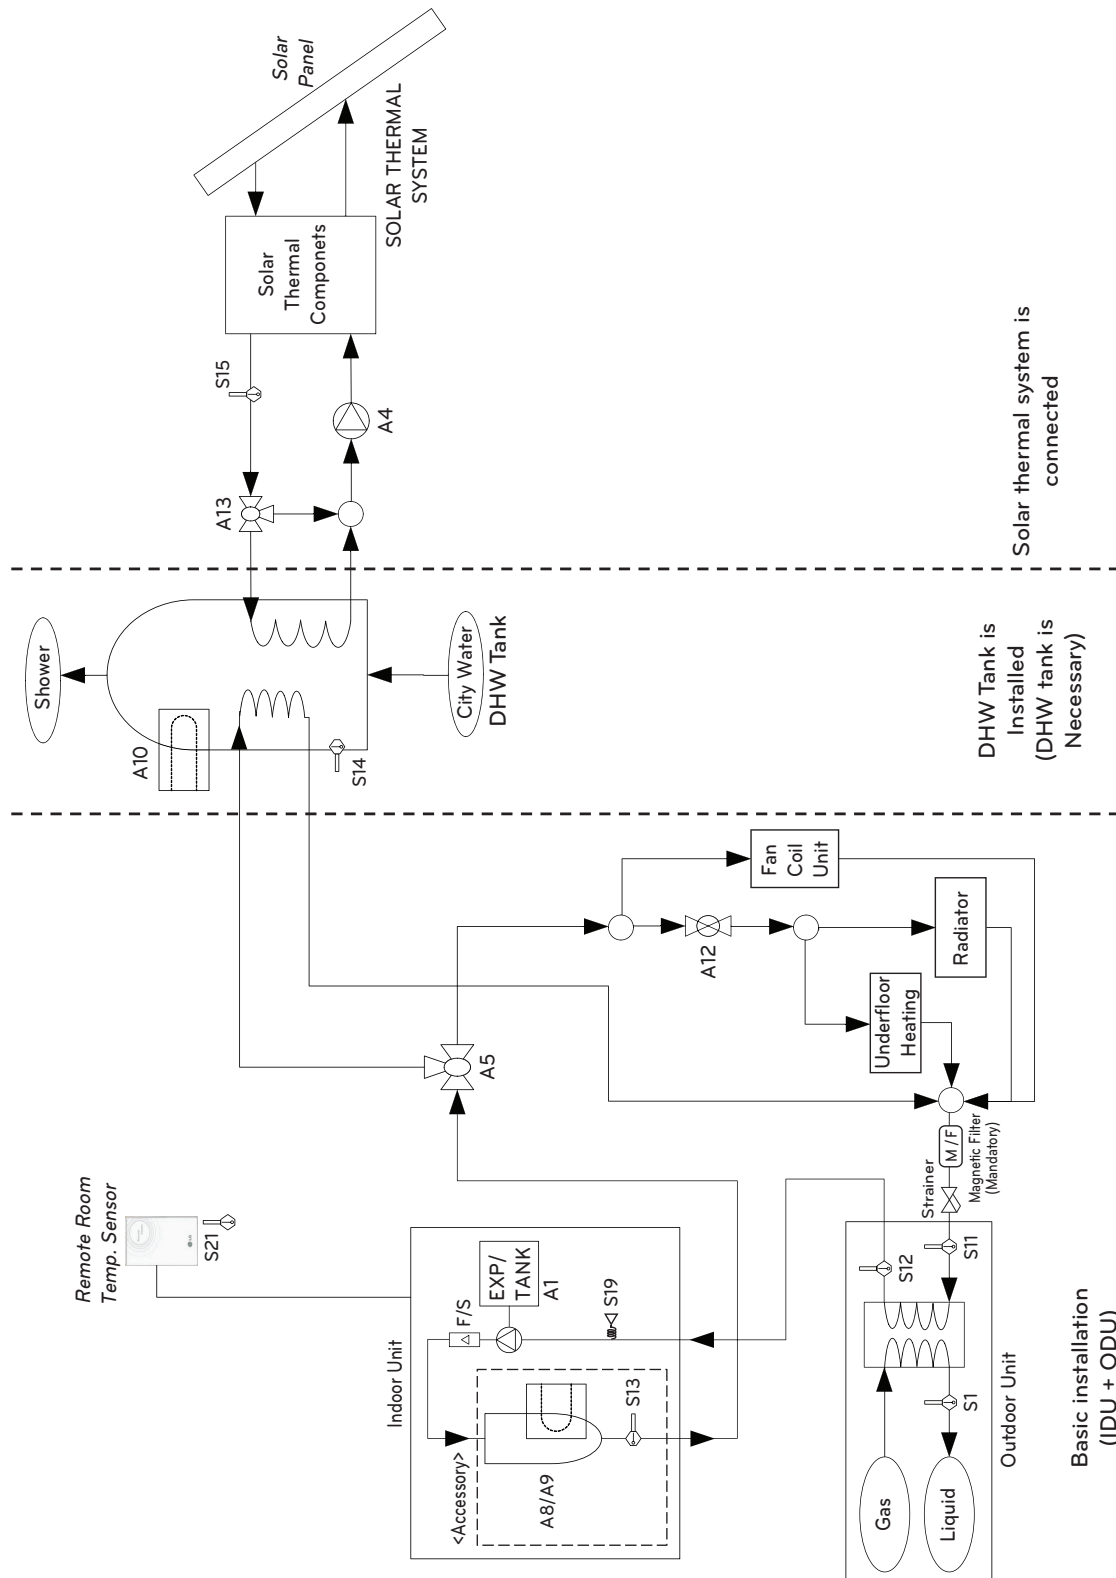 Solar
Panel
SOLAR THERMAL
SYSTEM
Solar
Thermal
Componets
S15
A4
A13
Solar thermal system is
connected
Shower
City Water
DHW Tank
A10
S14
DHW Tank is
Installed
(DHW tank is
Necessary)
Fan
Coil
Unit
A12
Radiator
Underfloor
Heating
A5
M/F
Magnetic Filter
(Mandatory)
Strainer
Remote Room
Temp. Sensor
S21
LG
Indoor Unit
F/S
EXP/
TANK
A1
S19
<Accessory>
A8/A9
S13
S12
S11
S1
Gas
Liquid
Outdoor Unit
Basic installation
(IDU + ODU)